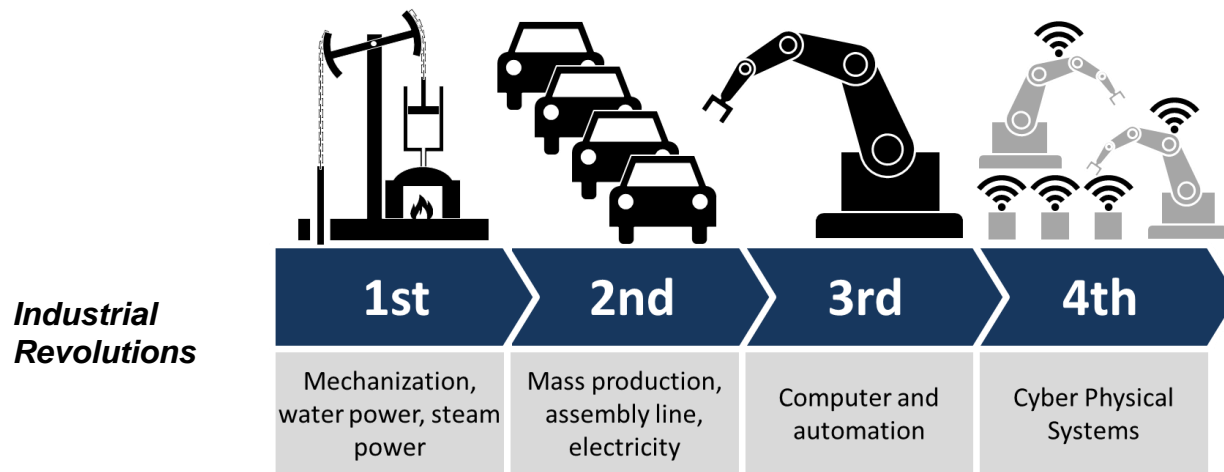 Industrial
Revolutions
1st
2nd
3rd
4th
Mechanization,
water power, steam
power
Mass production,
assembly line,
electricity
Computer and
automation
Cyber Physical
Systems